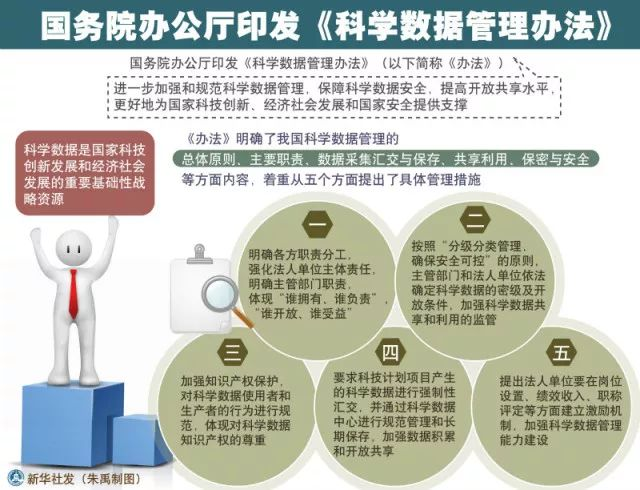 国务院办公厅印发《科学数据管理办法》
国务院办公厅印发《科学数据管理办法》（以下简称《办法》）
进一步加强和规范科学数据管理，保障科学数据安全，提高开放共享水平，
更好地为国家科技创新、经济社会发展和国家安全提供支撑
科学数据是国家科技
创新发展和经济社会
发展的重要基础性战
略资源
《办法》明确了我国科学数据管理的
总体原则、主要职责、数据采集汇交与保存、共享利用、保密与安全
等方面内容，着重从五个方面提出了具体管理措施
一
明确各方职责分工，
强化法人单位主体责任，
明确主管部门职责，
体现“谁拥有、谁负责”，
“谁开放、谁受益”
二
按照“分级分类管理，
确保安全可控”的原则，
主管部门和法人单位依法
确定科学数据的密级及开
放条件，加强科学数据共
享和利用的监管
三
加强知识产权保护，
对科学数据使用者和
生产者的行为进行规
范，体现对科学数据
知识产权的尊重
四
要求科技计划项目产生
的科学数据进行强制性
汇交，并通过科学数据
中心进行规范管理和长
期保存，加强数据积累
和开放共享
五
提出法人单位要在岗位
设置、绩效收入、职称
评定等方面建立激励机
制，加强科学数据管理
能力建设
新华社发（朱禹制图）